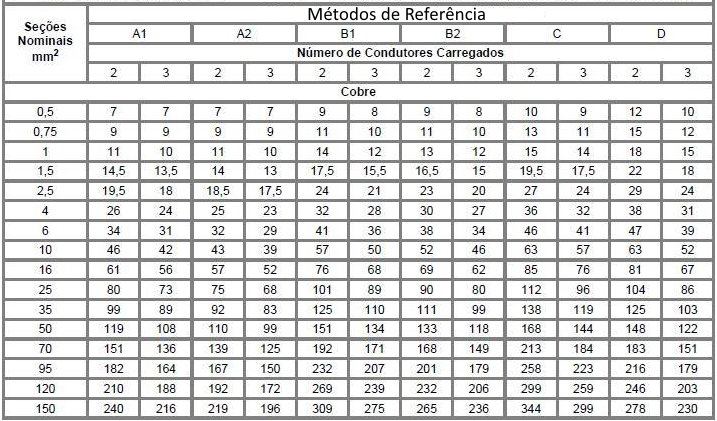 Métodos de Referência
Seções Nominais mm²
A1 A2 B1 B2 C D
Número de Condutores Carregados
2 3 2 3 2 3 2 3 2 3 2 3
Cobre
0,5 7 7 7 7 9 8 9 8 10 9 12 10
0,75 9 9 9 9 11 10 11 10 13 11 15 12
1 11 10 11 10 14 12 13 12 15 14 18 15
1,5 14,5 13,5 14 13 17,5 15,5 16,5 15 19,5 17,5 22 18
2,5 19,5 18 18,5 17,5 24 21 23 20 27 24 29 24
4 26 24 25 23 32 28 30 27 36 32 38 31
6 34 31 32 29 41 36 38 34 46 41 47 39
10 46 42 43 39 57 50 52 46 63 57 63 52
16 61 56 57 52 76 68 69 62 85 76 81 67
25 80 73 75 68 101 89 90 80 112 96 104 86
35 99 89 92 83 125 110 111 99 138 119 125 103
50 119 108 110 99 151 134 133 118 168 144 148 122
70 151 136 139 125 192 171 168 149 213 184 183 151
95 182 164 167 150 232 207 201 179 258 223 216 179
120 210 188 192 172 269 239 232 206 299 259 246 203
150 240 216 219 196 309 275 265 236 344 299 278 230